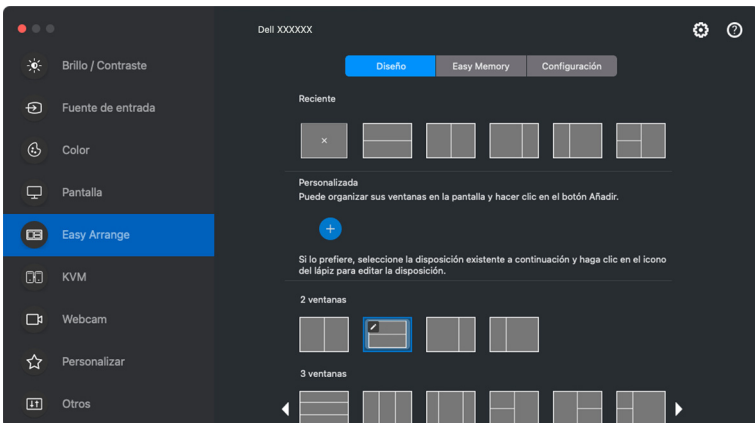 Dell XXXXXX
Brillo / Contraste
Fuente de entrada
Color
Pantalla
Easy Arrange
KVM
Webcam
Personalizar
Otros
Diseño
Easy Memory
Configuración
Reciente
Personalizada
Puede organizar sus ventanas en la pantalla y hacer clic en el botón Añadir.
Si lo prefiere, seleccione la disposición existente a continuación y haga clic en el icono
del lápiz para editar la disposición.
2 ventanas
3 ventanas